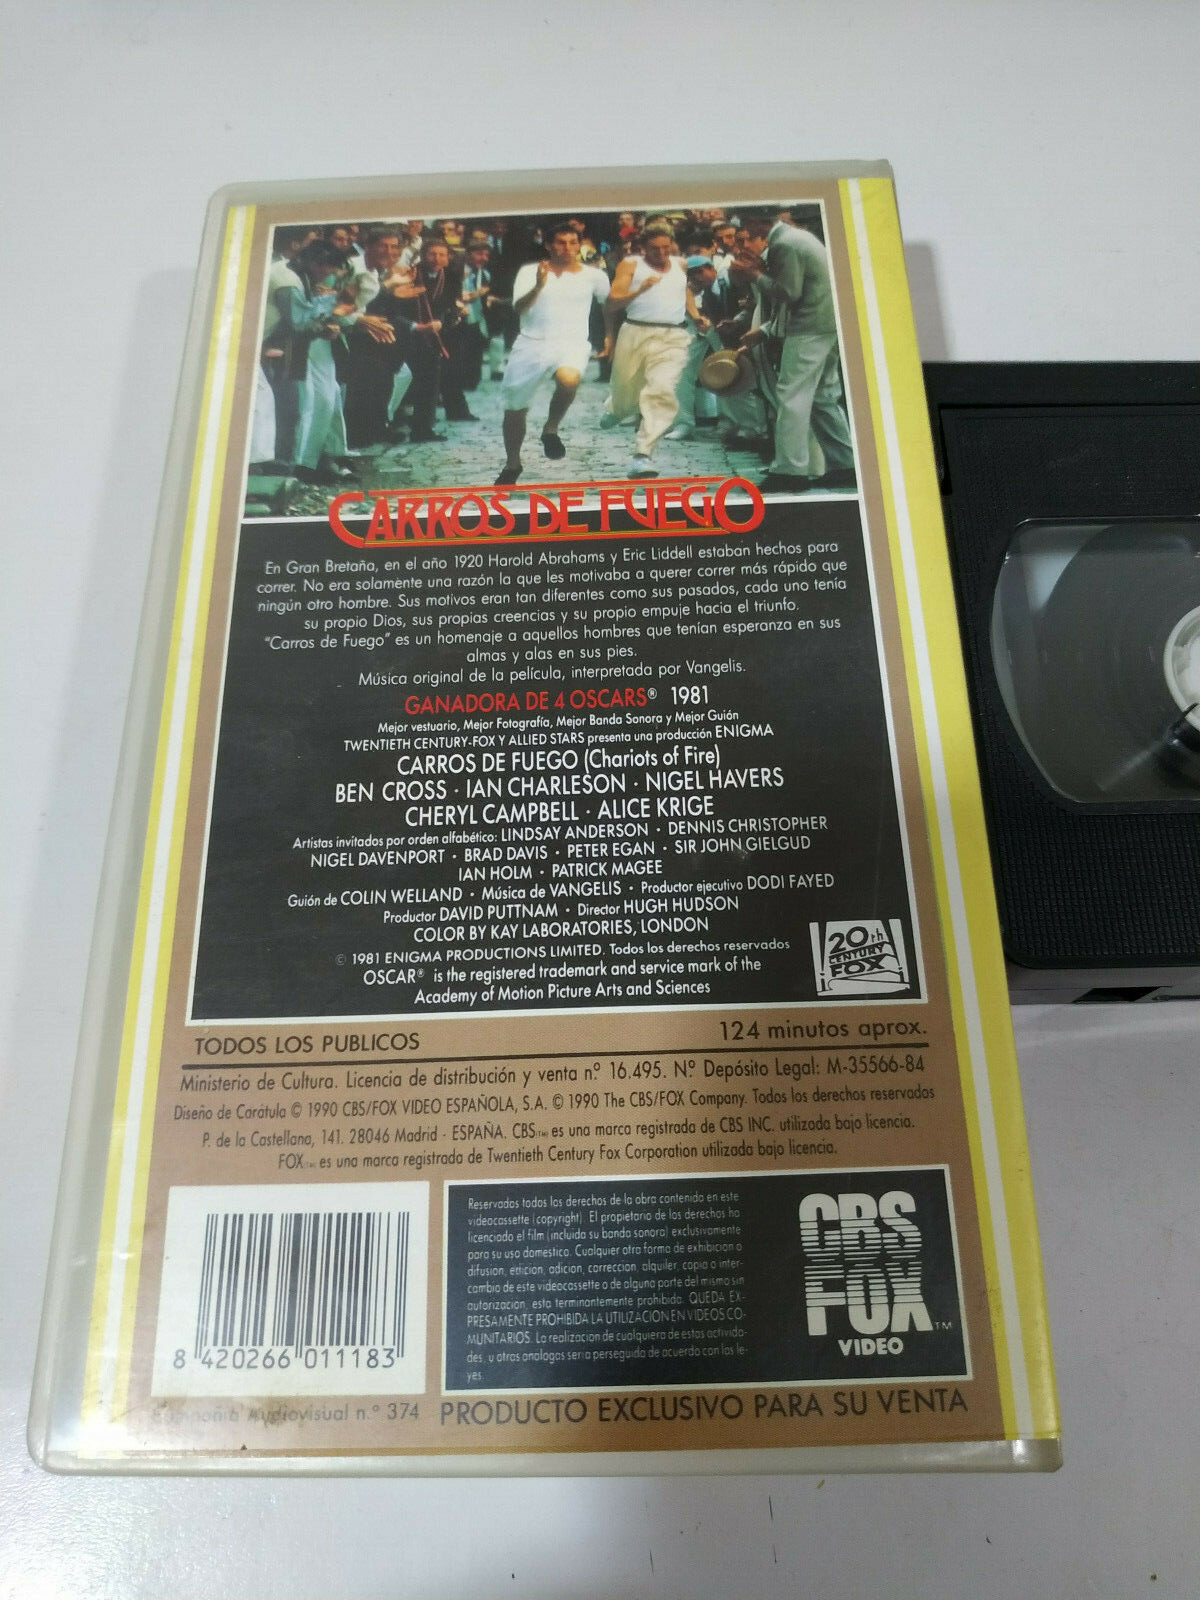 CARROS DE FUEGO
En Gran Bretaña, en el año 1920 Harold Abrahams y Eric Liddell estaban hechos para
correr. No era solamente una razón la que les motivaba a querer correr más rápido que
ningún otro hombre. Sus motivos eran tan diferentes como sus pasados, cada uno tenía
su propio Dios, sus propias creencias y su propio empuje hacia el triunfo.
"Carros de Fuego" es un homenaje a aquellos hombres que tenían esperanza en sus
almas y alas en sus pies.
Música original de la película, interpretada por Vangelis.
GANADORA DE 4 OSCARS® 1981
Mejor vestuario, Mejor Fotografía, Mejor Banda Sonora y Mejor Guión
TWENTIETH CENTURY-FOX Y ALLIED STARS presenta una producción ENIGMA
CARROS DE FUEGO (Chariots of Fire)
BEN CROSS · IAN CHARLESON · NIGEL HAVERS
CHERYL CAMPBELL · ALICE KRIGE
Artistas invitados por orden alfabético: LINDSAY ANDERSON · DENNIS CHRISTOPHER
NIGEL DAVENPORT · BRAD DAVIS · PETER EGAN · SIR JOHN GIELGUD
IAN HOLM · PATRICK MAGEE
Guión de COLIN WELLAND · Música de VANGELIS · Productor ejecutivo DODI FAYED
Productor DAVID PUTTNAM · Director HUGH HUDSON
COLOR BY KAY LABORATORIES, LONDON
© 1981 ENIGMA PRODUCTIONS LIMITED. Todos los derechos reservados
OSCAR® is the registered trademark and service mark of the
Academy of Motion Picture Arts and Sciences
20th
CENTURY
FOX
TODOS LOS PUBLICOS
124 minutos aprox.
Ministerio de Cultura. Licencia de distribución y venta n.º 16.495. N.º Depósito Legal: M-35566-84
Diseño de Carátula © 1990 CBS/FOX VIDEO ESPAÑOLA, S.A. © 1990 The CBS/FOX Company. Todos los derechos reservados
P. de la Castellana, 141. 28046 Madrid - ESPAÑA. CBS™ es una marca registrada de CBS INC. utilizada bajo licencia.
FOX™ es una marca registrada de Twentieth Century Fox Corporation utilizada bajo licencia.
8 420266 011183
Reservados todos los derechos de la obra contenida en este
videocassette (copyright). El propietario de los derechos ha
licenciado el film (incluida su banda sonora) exclusivamente
para su uso domestico. Cualquier otra forma de exhibicion o
difusion, edicion, adicion, correccion, alquiler, copia o inter-
cambio de este videocassette o de alguna parte del mismo sin
autorizacion, esta terminantemente prohibida. QUEDA EX-
PRESAMENTE PROHIBIDA LA UTILIZACION EN VIDEOS CO-
MUNITARIOS. La realizacion de cualquiera de estas activida-
des, u otras analogas seria perseguida de acuerdo con las le-
yes.
CBS
FOX™
VIDEO
Compañía Audiovisual n.º 374
PRODUCTO EXCLUSIVO PARA SU VENTA